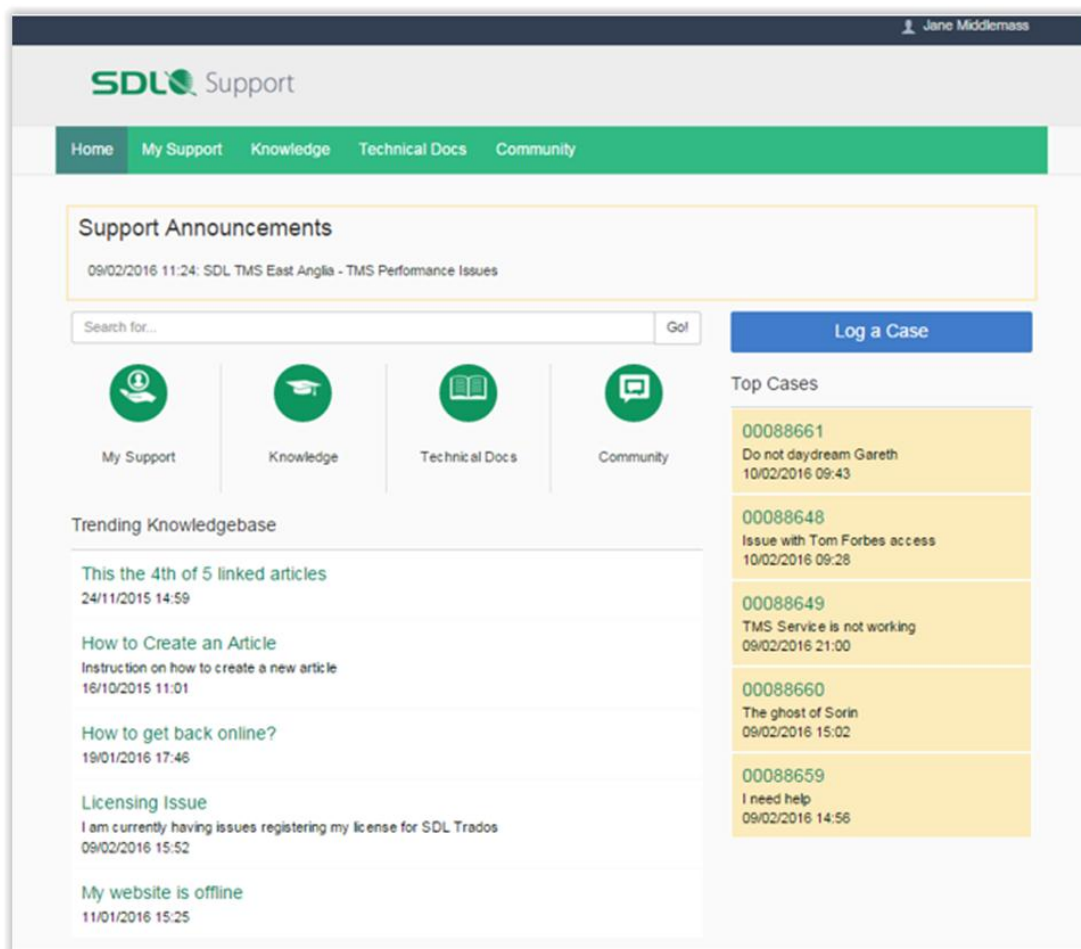 Jane Middlemass
SDL Support
Home My Support Knowledge Technical Docs Community
Support Announcements
09/02/2016 11:24: SDL TMS East Anglia - TMS Performance Issues
Search for...
Go!
Log a Case
My Support
Knowledge
Technical Docs
Community
Trending Knowledgebase
This the 4th of 5 linked articles
24/11/2015 14:59
How to Create an Article
Instruction on how to create a new article
16/10/2015 11:01
How to get back online?
19/01/2016 17:46
Licensing Issue
I am currently having issues registering my license for SDL Trados
09/02/2016 15:52
My website is offline
11/01/2016 15:25
Top Cases
00088661
Do not daydream Gareth
10/02/2016 09:43
00088648
Issue with Tom Forbes access
10/02/2016 09:28
00088649
TMS Service is not working
09/02/2016 21:00
00088660
The ghost of Sorin
09/02/2016 15:02
00088659
I need help
09/02/2016 14:56